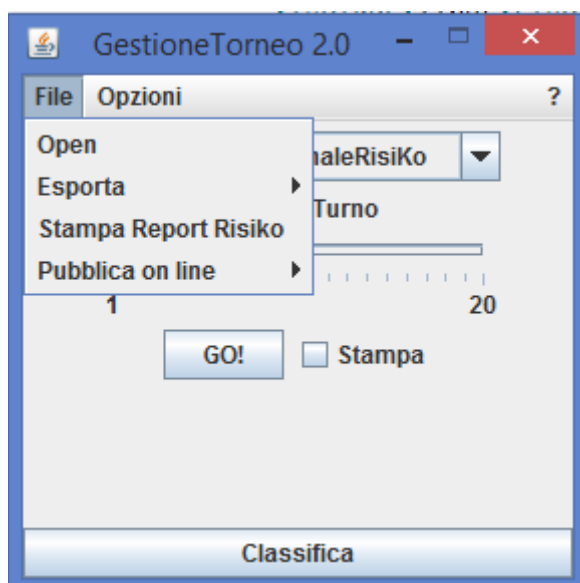 GestioneTorneo 2.0
File Opzioni ?
Open
Esporta
Stampa Report Risiko
Pubblica on line
naleRisiKo
Turno
1 20
GO! Stampa
Classifica